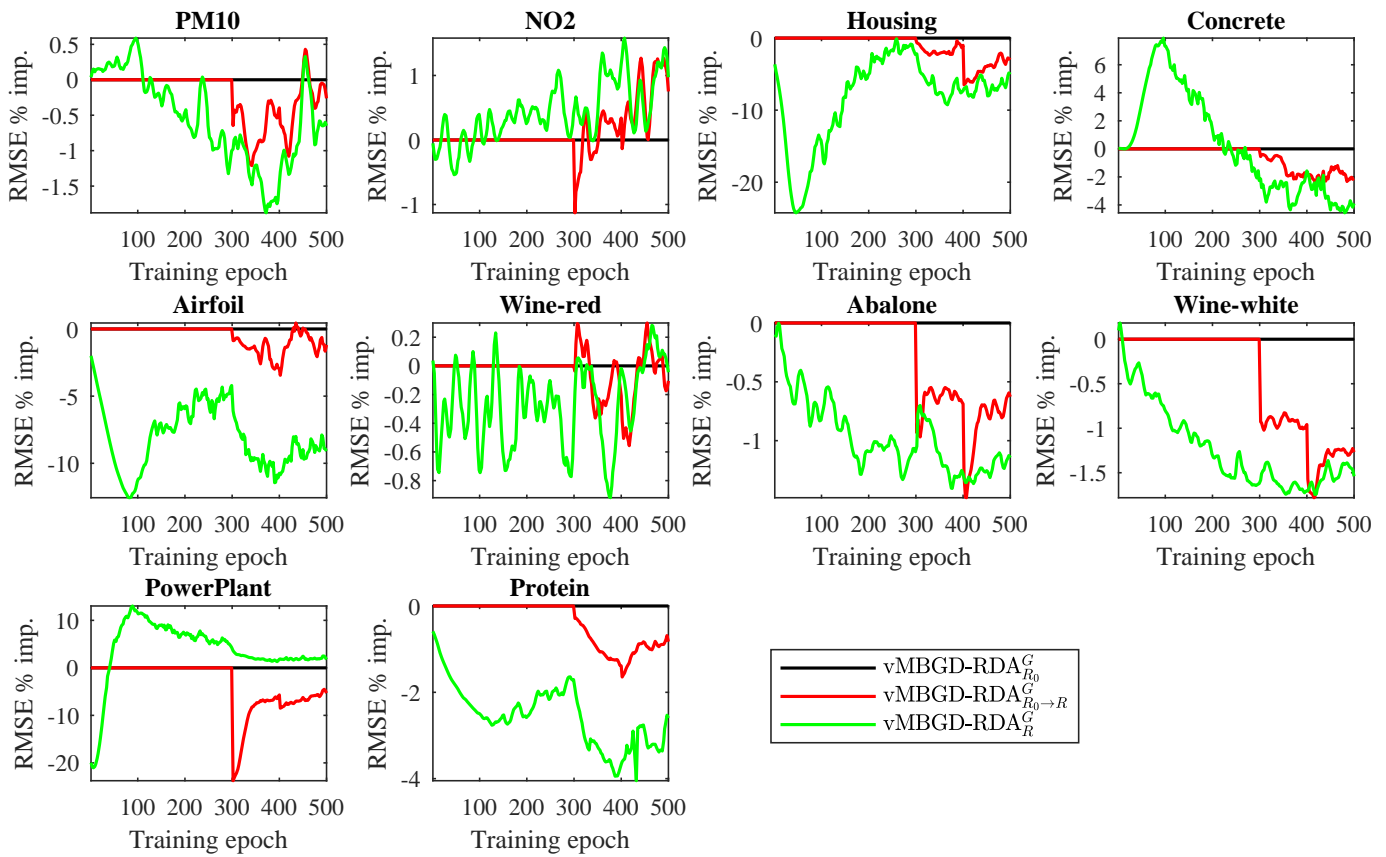 PM10 NO2 Housing Concrete
RMSE % imp.
0.5
0
-0.5
-1
-1.5
100 200 300 400 500
Training epoch
RMSE % imp.
1
0
-1
100 200 300 400 500
Training epoch
RMSE % imp.
0
-10
-20
100 200 300 400 500
Training epoch
RMSE % imp.
6
4
2
0
-2
-4
100 200 300 400 500
Training epoch
Airfoil Wine-red Abalone Wine-white
RMSE % imp.
0
-5
-10
100 200 300 400 500
Training epoch
RMSE % imp.
0.2
0
-0.2
-0.4
-0.6
-0.8
100 200 300 400 500
Training epoch
RMSE % imp.
0
-0.5
-1
100 200 300 400 500
Training epoch
RMSE % imp.
0
-0.5
-1
-1.5
100 200 300 400 500
Training epoch
PowerPlant Protein
RMSE % imp.
10
0
-10
-20
100 200 300 400 500
Training epoch
RMSE % imp.
0
-2
-4
100 200 300 400 500
Training epoch
vMBGD-RDA$^G_{R_0}$
vMBGD-RDA$^G_{R_0→R}$
vMBGD-RDA$^G_R$